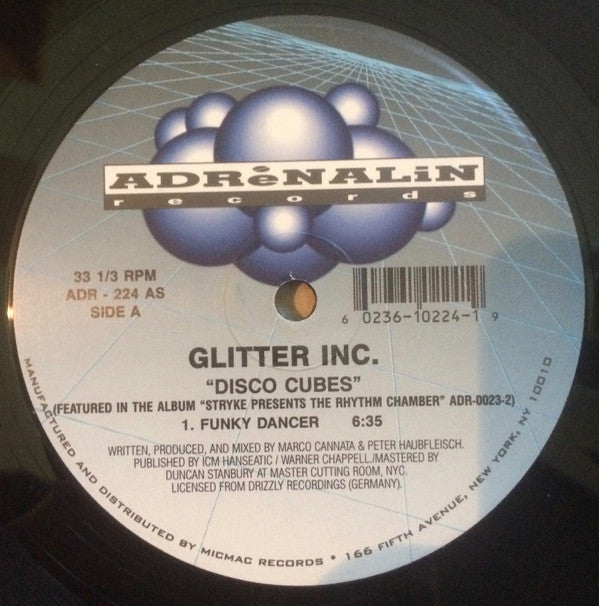 ADRėNALiN
records
33 1/3 RPM
ADR - 224 AS
SIDE A
6 0236-10224-1 9
GLITTER INC.
"DISCO CUBES"
(FEATURED IN THE ALBUM "STRYKE PRESENTS THE RHYTHM CHAMBER" ADR-0023-2)
1. FUNKY DANCER 6:35
WRITTEN, PRODUCED, AND MIXED BY MARCO CANNATA & PETER HAUBFLEISCH.
PUBLISHED BY ICM HANSEATIC / WARNER CHAPPELL./MASTERED BY
DUNCAN STANBURY AT MASTER CUTTING ROOM, NYC.
LICENSED FROM DRIZZLY RECORDINGS (GERMANY).
MANUFACTURED AND DISTRIBUTED BY MICMAC RECORDS • 166 FIFTH AVENUE, NEW YORK, NY 10010